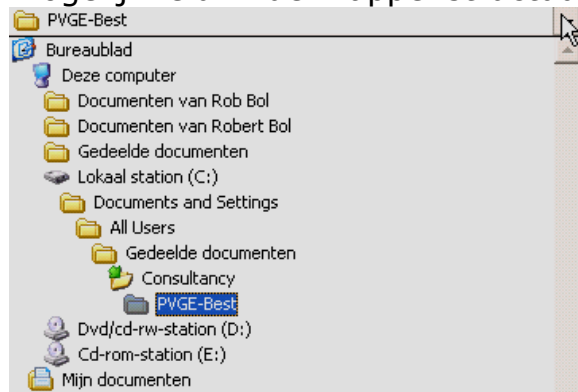 PVGE-Best
Bureaublad
Deze computer
Documenten van Rob Bol
Documenten van Robert Bol
Gedeelde documenten
Lokaal station (C:)
Documents and Settings
All Users
Gedeelde documenten
Consultancy
PVGE-Best
Dvd/cd-rw-station (D:)
Cd-rom-station (E:)
Mijn documenten